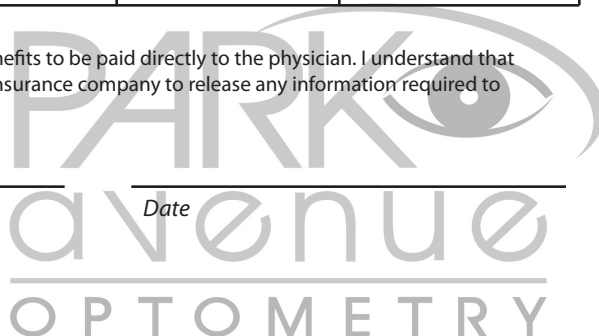 nefits to be paid directly to the physician. I understand that
nsurance company to release any information required to
PARK
Date
avenue
OPTOMETRY